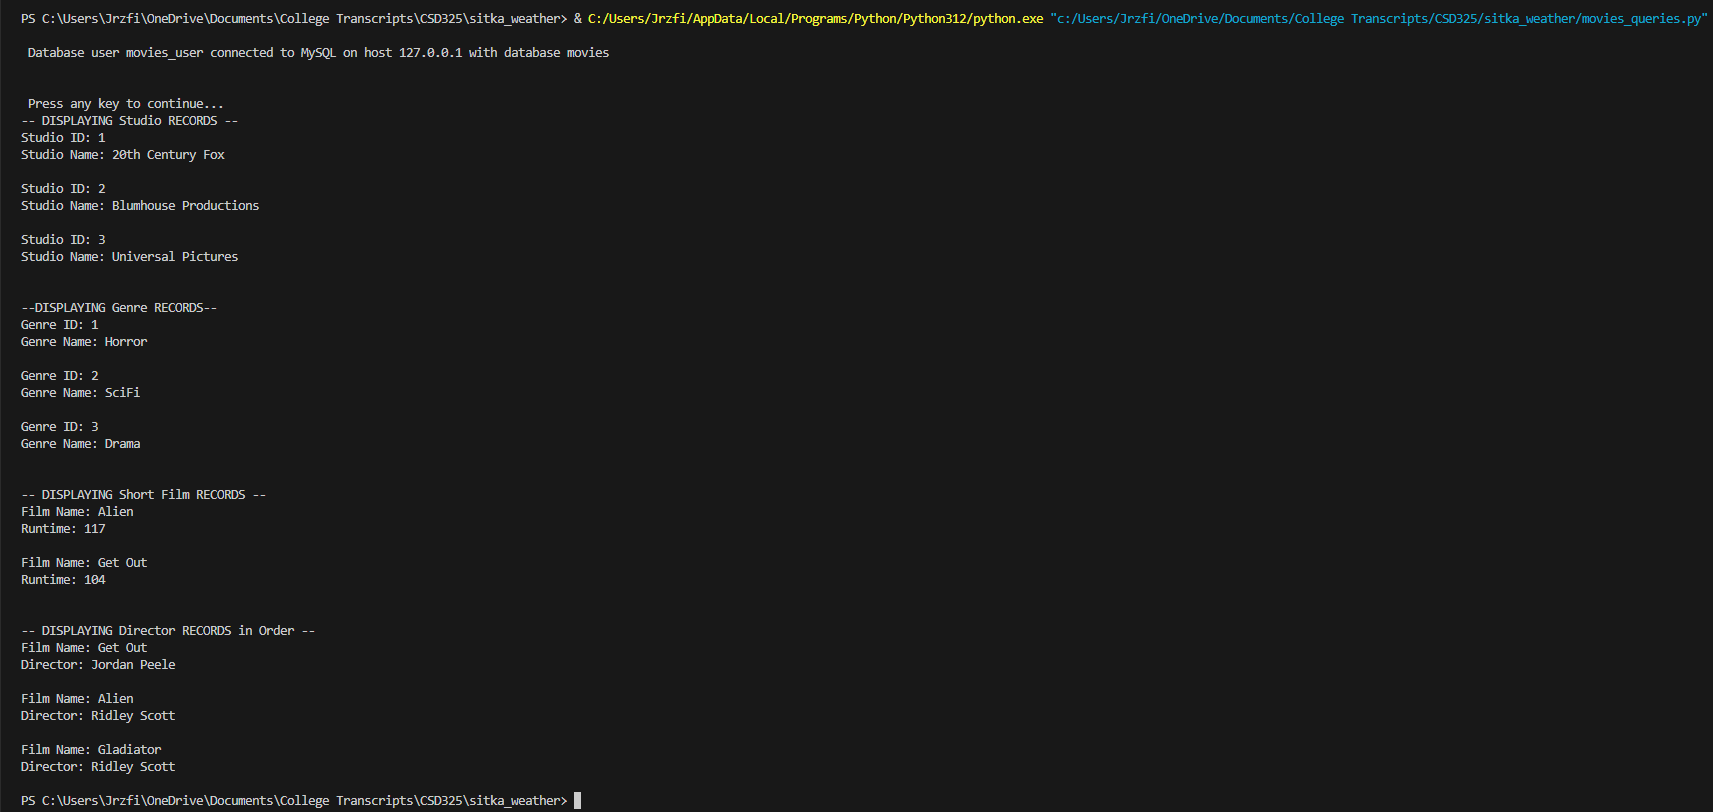 PS C:\Users\Jrzfi\OneDrive\Documents\College Transcripts\CSD325\sitka_weather> & C:/Users/Jrzfi/AppData/Local/Programs/Python/Python312/python.exe "c:/Users/Jrzfi/OneDrive/Documents/College Transcripts/CSD325/sitka_weather/movies_queries.py"
Database user movies_user connected to MySQL on host 127.0.0.1 with database movies
Press any key to continue...
-- DISPLAYING Studio RECORDS --
Studio ID: 1
Studio Name: 20th Century Fox
Studio ID: 2
Studio Name: Blumhouse Productions
Studio ID: 3
Studio Name: Universal Pictures
--DISPLAYING Genre RECORDS--
Genre ID: 1
Genre Name: Horror
Genre ID: 2
Genre Name: SciFi
Genre ID: 3
Genre Name: Drama
-- DISPLAYING Short Film RECORDS --
Film Name: Alien
Runtime: 117
Film Name: Get Out
Runtime: 104
-- DISPLAYING Director RECORDS in Order --
Film Name: Get Out
Director: Jordan Peele
Film Name: Alien
Director: Ridley Scott
Film Name: Gladiator
Director: Ridley Scott
PS C:\Users\Jrzfi\OneDrive\Documents\College Transcripts\CSD325\sitka_weather>